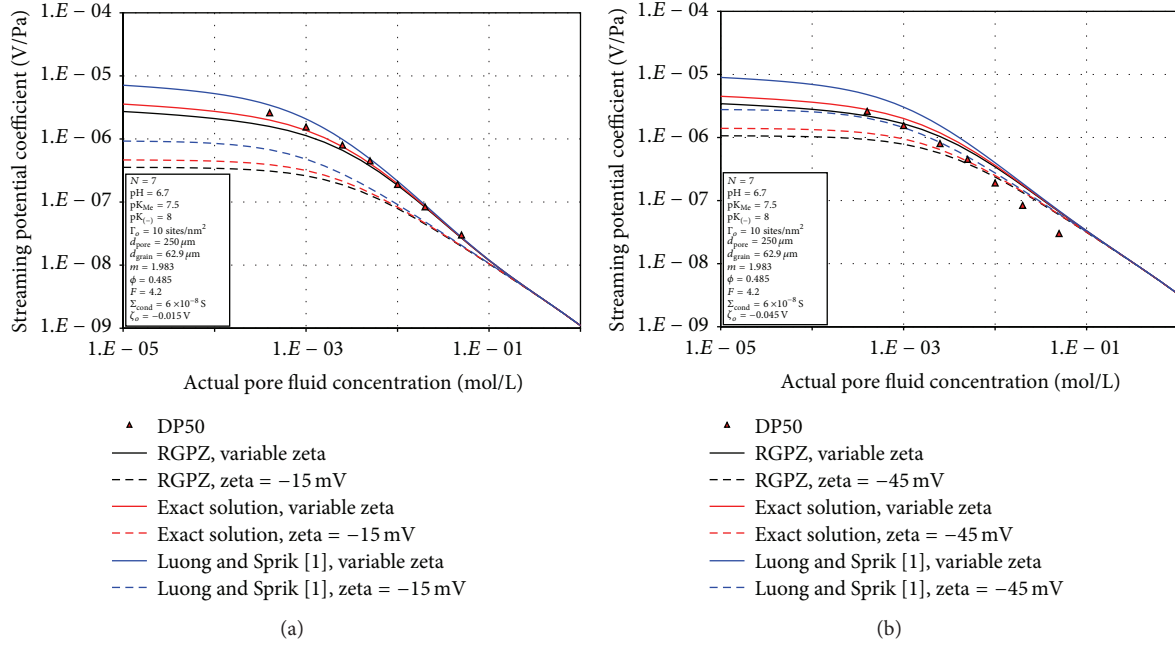 Streaming potential coefficient (V/Pa)
1.E − 04
1.E − 05
1.E − 06
1.E − 07
1.E − 08
1.E − 09
N = 7
pH = 6.7
pK_Me = 7.5
pK_(−) = 8
Γ_o = 10 sites/nm²
d_pore = 250 μm
d_grain = 62.9 μm
m = 1.983
ϕ = 0.485
F = 4.2
Σ_cond = 6 ×10⁻⁸ S
ζ_o = −0.015 V
1.E − 05 1.E − 03 1.E − 01
Actual pore fluid concentration (mol/L)
DP50
RGPZ, variable zeta
RGPZ, zeta = −15 mV
Exact solution, variable zeta
Exact solution, zeta = −15 mV
Luong and Sprik [1], variable zeta
Luong and Sprik [1], zeta = −15 mV
(a)
Streaming potential coefficient (V/Pa)
1.E − 04
1.E − 05
1.E − 06
1.E − 07
1.E − 08
1.E − 09
N = 7
pH = 6.7
pK_Me = 7.5
pK_(−) = 8
Γ_o = 10 sites/nm²
d_pore = 250 μm
d_grain = 62.9 μm
m = 1.983
ϕ = 0.485
F = 4.2
Σ_cond = 6 ×10⁻⁸ S
ζ_o = −0.045 V
1.E − 05 1.E − 03 1.E − 01
Actual pore fluid concentration (mol/L)
DP50
RGPZ, variable zeta
RGPZ, zeta = −45 mV
Exact solution, variable zeta
Exact solution, zeta = −45 mV
Luong and Sprik [1], variable zeta
Luong and Sprik [1], zeta = −45 mV
(b)